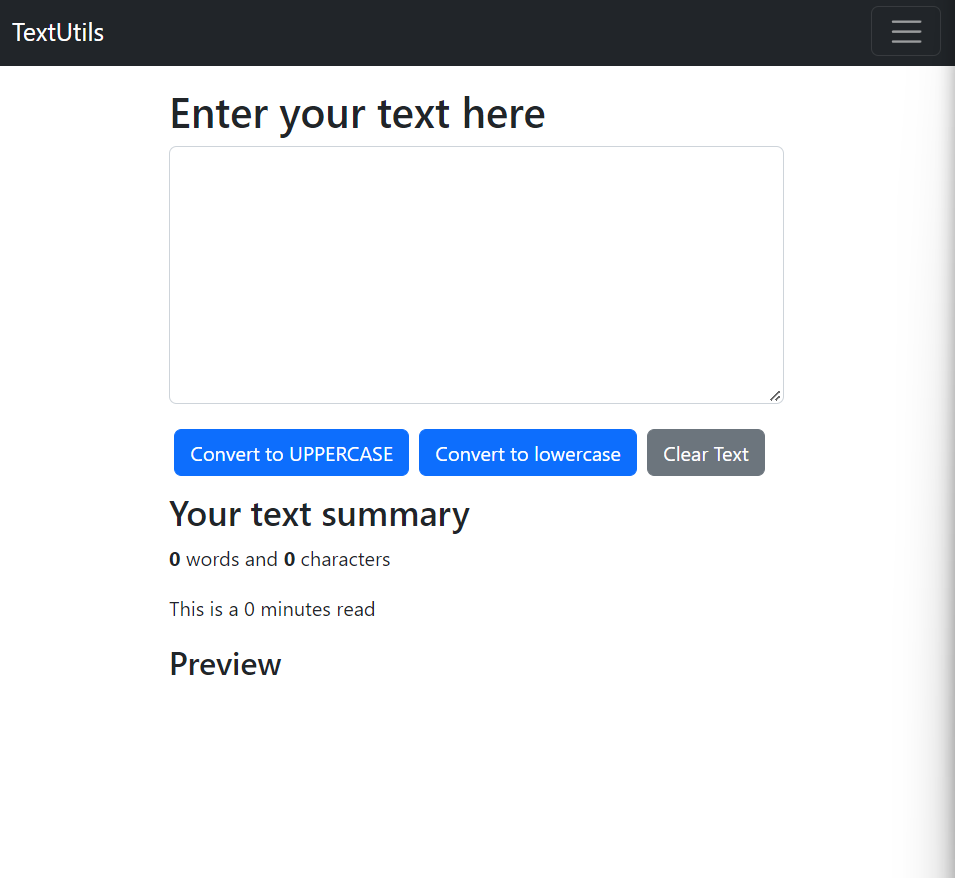 TextUtils
Enter your text here
Convert to UPPERCASE Convert to lowercase Clear Text
Your text summary
0 words and 0 characters
This is a 0 minutes read
Preview